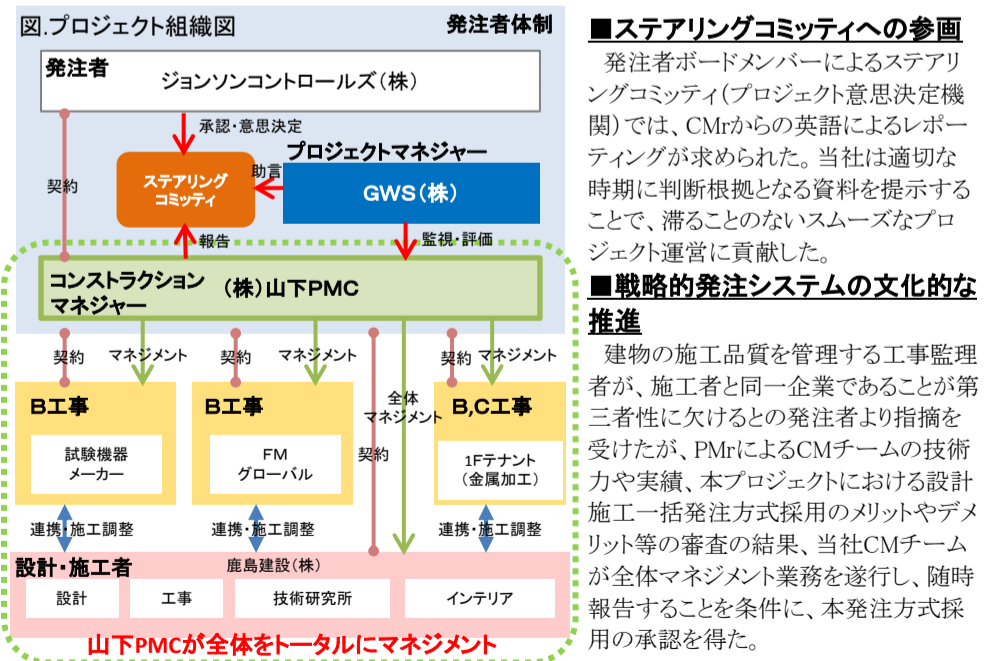 図.プロジェクト組織図
発注者体制
発注者
ジョンソンコントロールズ(株)
承認・意思決定
プロジェクトマネジャー
契約
ステアリング
コミッティ
助言
GWS(株)
報告
監視・評価
コンストラクション
マネジャー
(株)山下PMC
契約
マネジメント
契約
マネジメント
契約
マネジメント
全体
マネジメント
契約
B工事
試験機器
メーカー
B工事
FM
グローバル
B,C工事
1Fテナント
(金属加工)
連携・施工調整
連携・施工調整
連携・施工調整
設計・施工者
鹿島建設(株)
設計
工事
技術研究所
インテリア
山下PMCが全体をトータルにマネジメント
■ステアリングコミッティへの参画
発注者ボードメンバーによるステアリ
ングコミッティ(プロジェクト意思決定機
関)では、CMrからの英語によるレポー
ティングが求められた。当社は適切な
時期に判断根拠となる資料を提示する
ことで、滞ることのないスムーズなプロ
ジェクト運営に貢献した。
■戦略的発注システムの文化的な
推進
建物の施工品質を管理する工事監理
者が、施工者と同一企業であることが第
三者性に欠けるとの発注者より指摘を
受けたが、PMrによるCMチームの技術
力や実績、本プロジェクトにおける設計
施工一括発注方式採用のメリットやデメ
リット等の審査の結果、当社CMチーム
が全体マネジメント業務を遂行し、随時
報告することを条件に、本発注方式採
用の承認を得た。